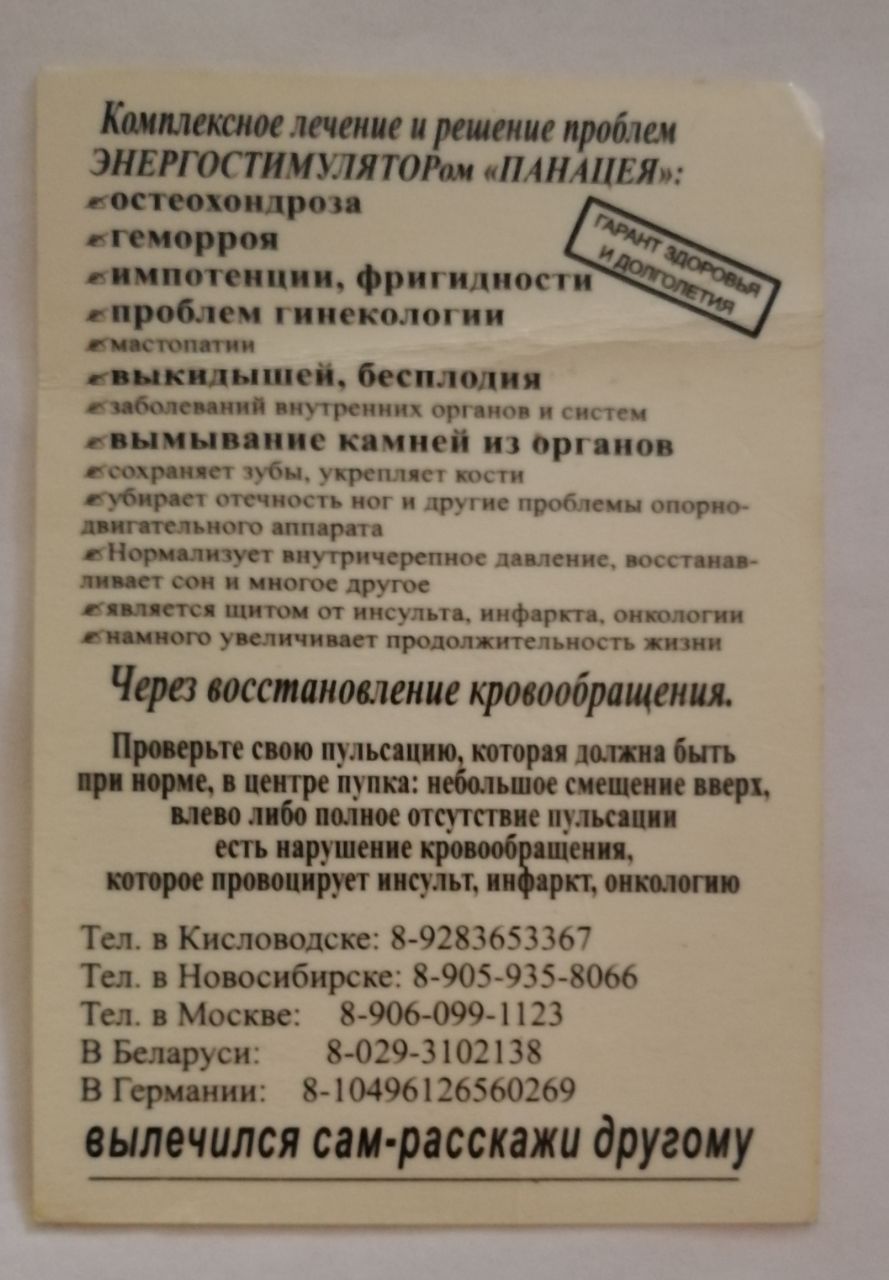 Комплексное лечение и решение проблем
ЭНЕРГОСТИМУЛЯТОРом «ПАНАЦЕЯ»:
остеохондроза
геморроя
ГАРАНТ ЗДОРОВЬЯ
И ДОЛГОЛЕТИЯ
импотенции, фригидности
проблем гинекологии
мастопатии
выкидышей, бесплодия
заболеваний внутренних органов и систем
вымывание камней из органов
сохраняет зубы, укрепляет кости
убирает отечность ног и другие проблемы опорно-
двигательного аппарата
Нормализует внутричерепное давление, восстанав-
ливает сон и многое другое
является щитом от инсульта, инфаркта, онкологии
намного увеличивает продолжительность жизни
Через восстановление кровообращения.
Проверьте свою пульсацию, которая должна быть
при норме, в центре пупка: небольшое смещение вверх,
влево либо полное отсутствие пульсации
есть нарушение кровообращения,
которое провоцирует инсульт, инфаркт, онкологию
Тел. в Кисловодске: 8-9283653367
Тел. в Новосибирске: 8-905-935-8066
Тел. в Москве: 8-906-099-1123
В Беларуси: 8-029-3102138
В Германии: 8-10496126560269
вылечился сам-расскажи другому